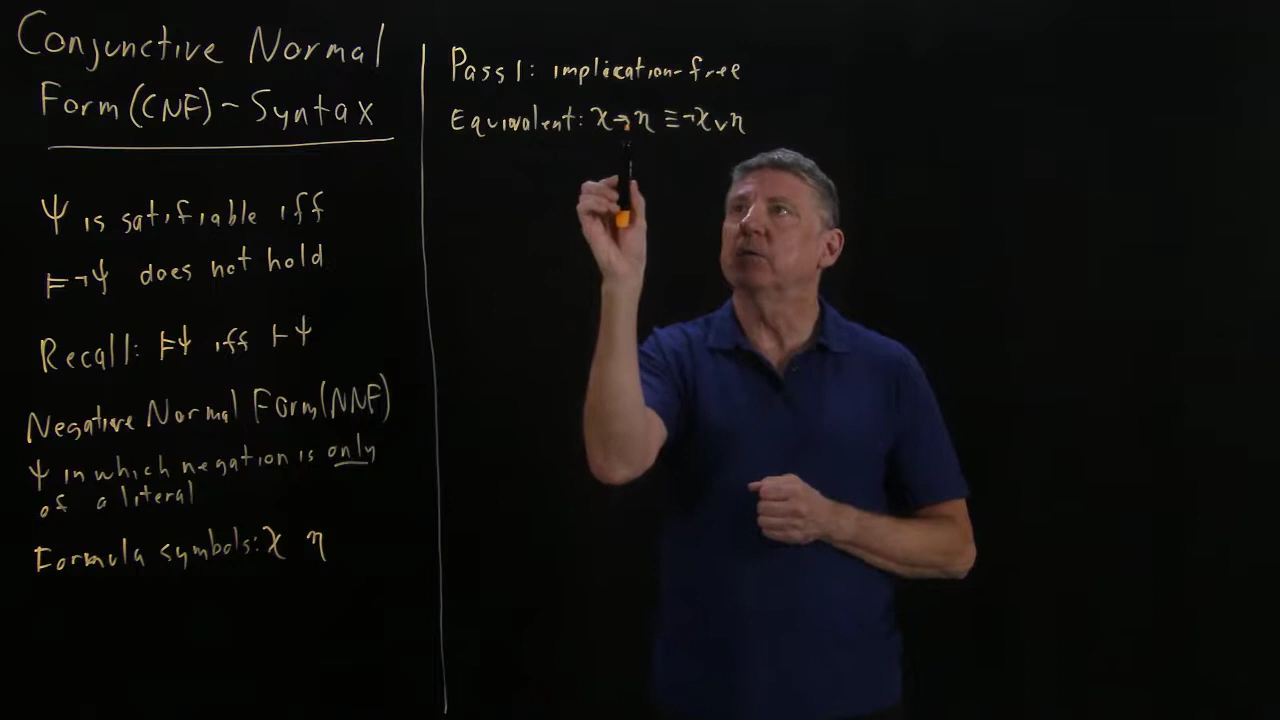 Conjunctive Normal
Form (CNF) - Syntax
Ψ is satisfiable iff
⊨¬Ψ does not hold
Recall: ⊨Ψ iff ⊢Ψ
Negative Normal Form (NNF)
Ψ in which negation is only
of a literal
Formula symbols: χ η
Pass 1: implication-free
Equivalent: χ→η ≡ ¬χ∨η